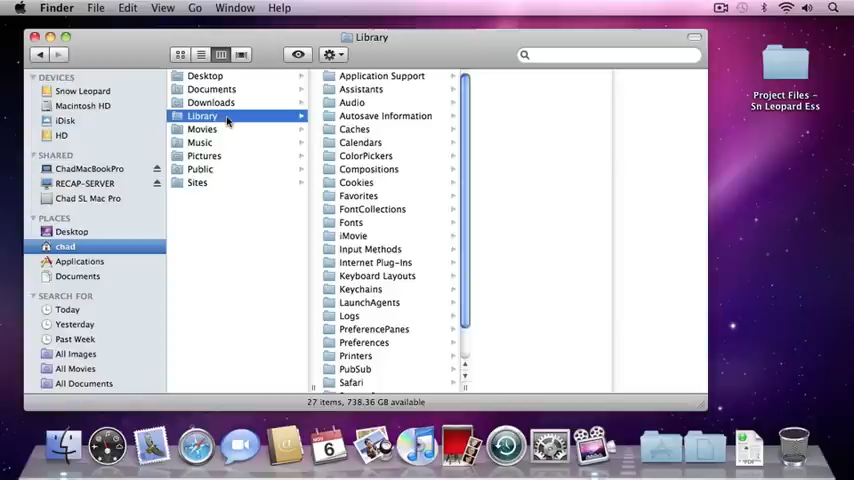 Finder File Edit View Go Window Help
Library
DEVICES
Snow Leopard
Macintosh HD
iDisk
HD
SHARED
ChadMacBookPro
RECAP-SERVER
Chad SL Mac Pro
PLACES
Desktop
chad
Applications
Documents
SEARCH FOR
Today
Yesterday
Past Week
All Images
All Movies
All Documents
Desktop
Documents
Downloads
Library
Movies
Music
Pictures
Public
Sites
Application Support
Assistants
Audio
Autosave Information
Caches
Calendars
ColorPickers
Compositions
Cookies
Favorites
FontCollections
Fonts
iMovie
Input Methods
Internet Plug-Ins
Keyboard Layouts
Keychains
LaunchAgents
Logs
PreferencePanes
Preferences
Printers
PubSub
Safari
27 items, 738.36 GB available
Project Files –
Sn Leopard Ess
6